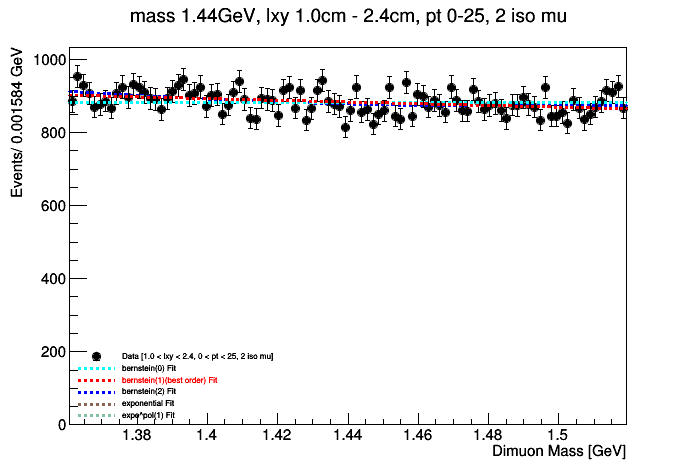 mass 1.44GeV, lxy 1.0cm - 2.4cm, pt 0-25, 2 iso mu
Events/ 0.001584 GeV
1000
800
600
400
200
0
Data [1.0 < lxy < 2.4, 0 < pt < 25, 2 iso mu]
bernstein(0) Fit
bernstein(1)(best order) Fit
bernstein(2) Fit
exponential Fit
expo*pol(1) Fit
1.38
1.4
1.42
1.44
1.46
1.48
1.5
Dimuon Mass [GeV]